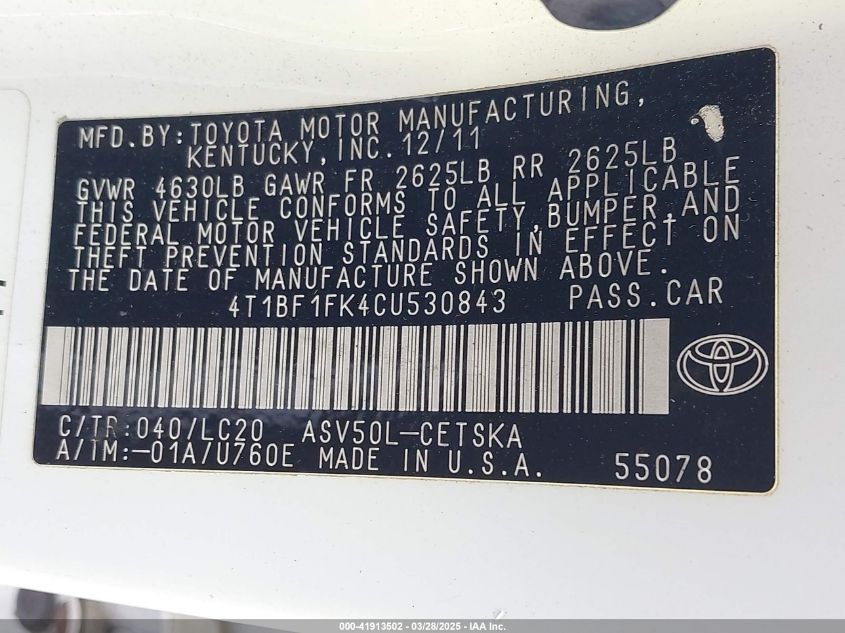 MFD.BY:TOYOTA MOTOR MANUFACTURING,
KENTUCKY,INC.12/11
GVWR 4630LB GAWR FR 2625LB RR 2625LB
THIS VEHICLE CONFORMS TO ALL APPLICABLE
FEDERAL MOTOR VEHICLE SAFETY,BUMPER,AND
THEFT PREVENTION STANDARDS IN EFFECT ON
THE DATE OF MANUFACTURE SHOWN ABOVE.
4T1BF1FK4CU530843 PASS.CAR
C/TR:040/LC20 ASV50L-CETSKA
A/TM:-01A/U760E MADE IN U.S.A. 55078
000-41913502 / 03/28/2025 - IAA Inc.